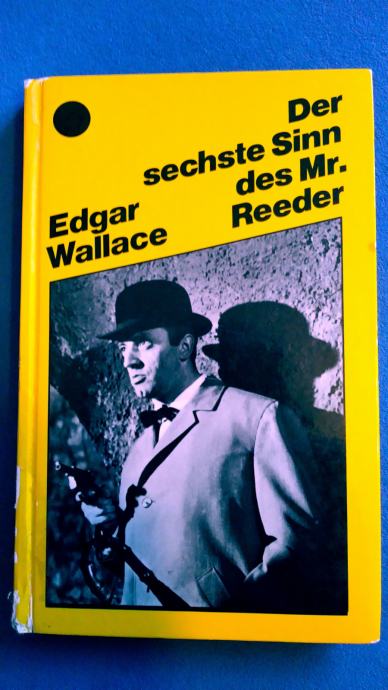 Der
sechste Sinn
des Mr.
Reeder
Edgar
Wallace